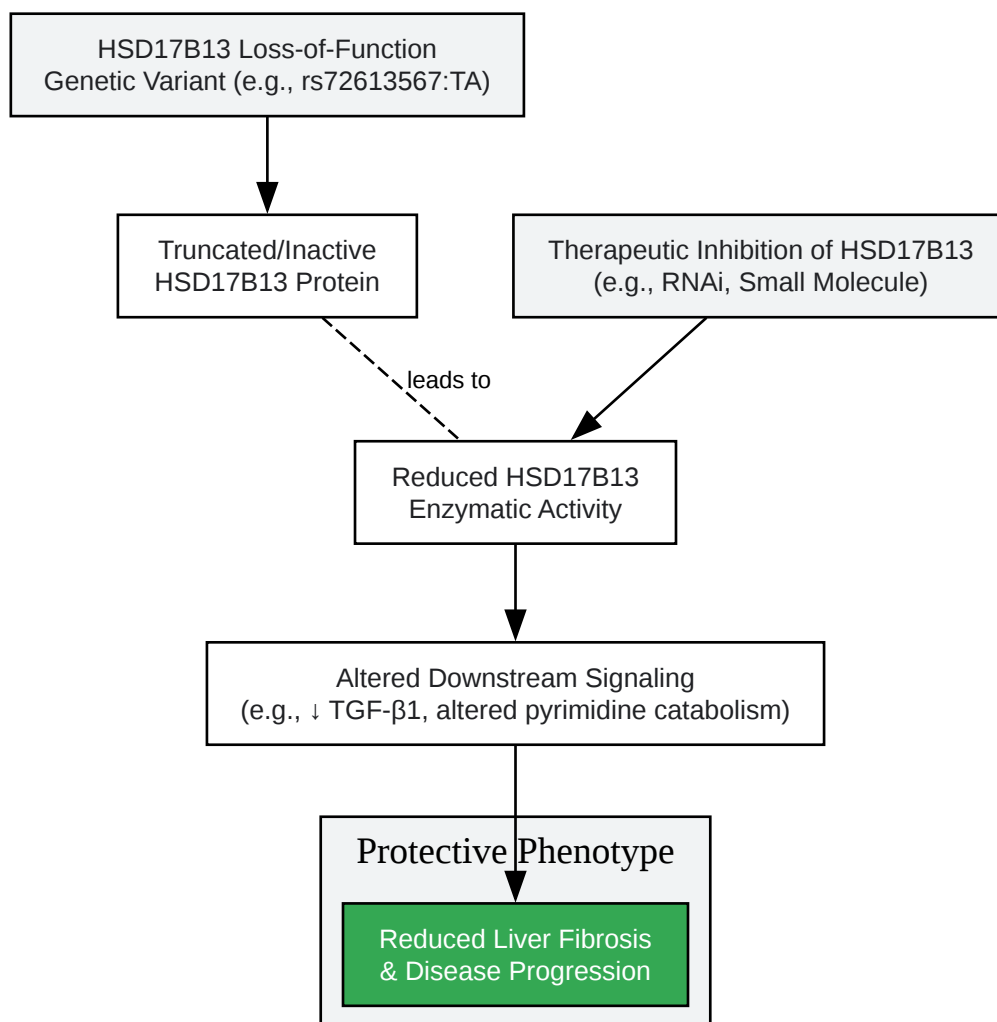 HSD17B13 Loss-of-Function
Genetic Variant (e.g., rs72613567:TA)
Truncated/Inactive
HSD17B13 Protein
Therapeutic Inhibition of HSD17B13
(e.g., RNAi, Small Molecule)
leads to
Reduced HSD17B13
Enzymatic Activity
Altered Downstream Signaling
(e.g., ↓ TGF-β1, altered pyrimidine catabolism)
Protective Phenotype
Reduced Liver Fibrosis
& Disease Progression